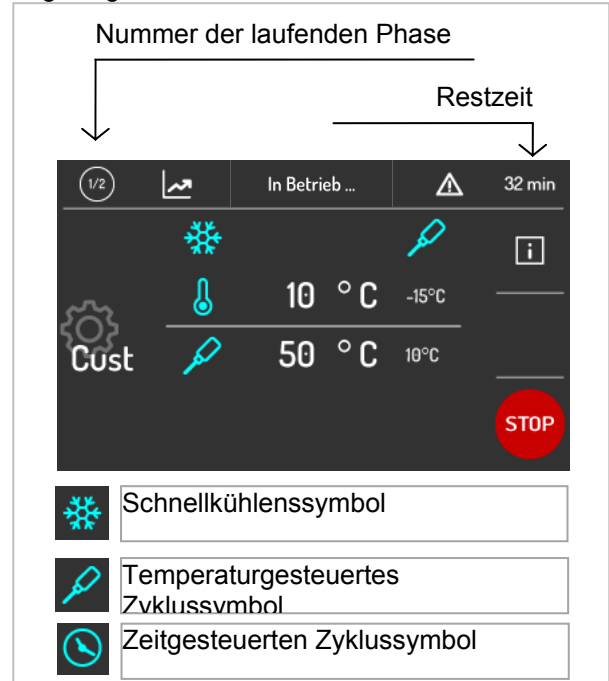 Nummer der laufenden Phase
Restzeit
1/2
In Betrieb ...
32 min
i
10 °C -15°C
Cust
50 °C 10°C
STOP
Schnellkühlenssymbol
Temperaturgesteuertes
Zyklussymbol
Zeitgesteuerten Zyklussymbol